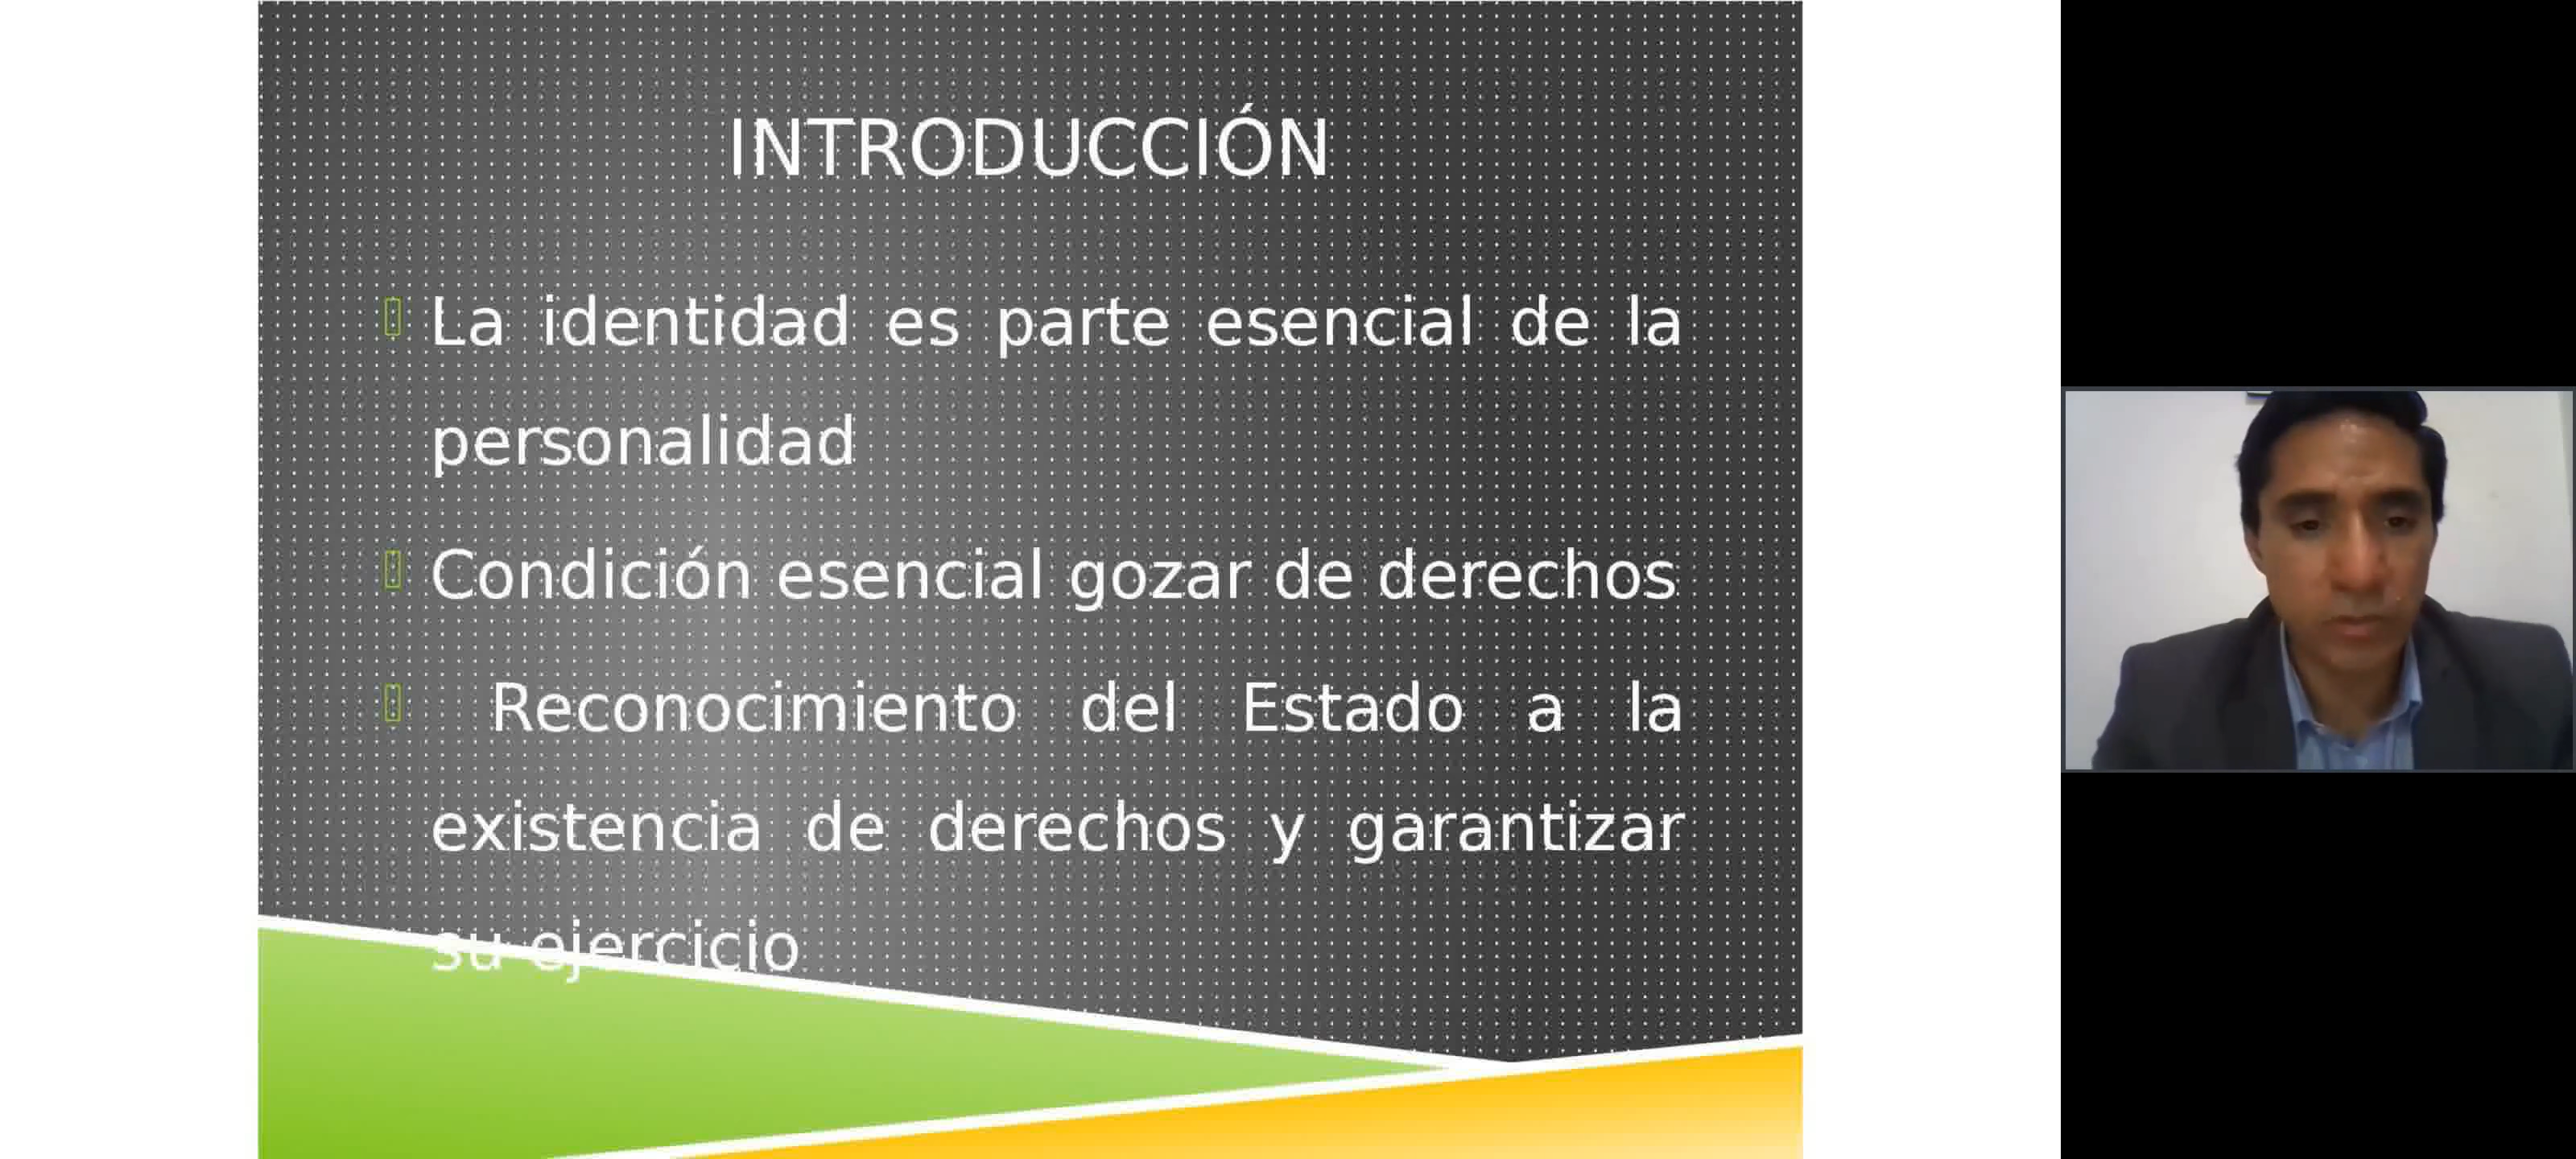 INTRODUCCIÓN
La identidad es parte esencial de la
personalidad
Condición esencial gozar de derechos
Reconocimiento del Estado a la
existencia de derechos y garantizar
su ejercicio